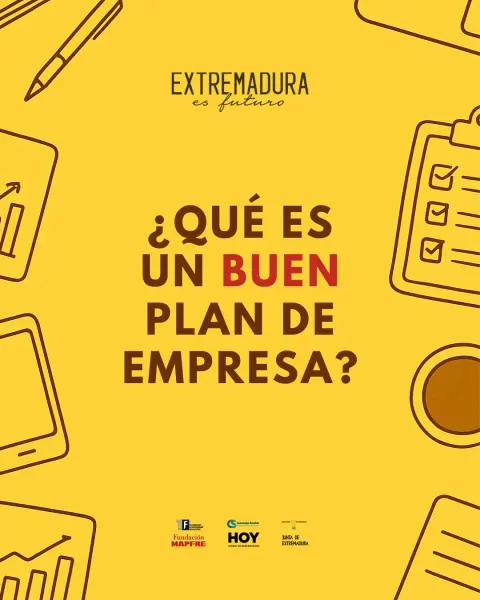 EXTREMADURA
es futuro
¿QUÉ ES
UN BUEN
PLAN DE
EMPRESA?
Fundación
MAPFRE
HOY
JUNTA DE
EXTREMADURA